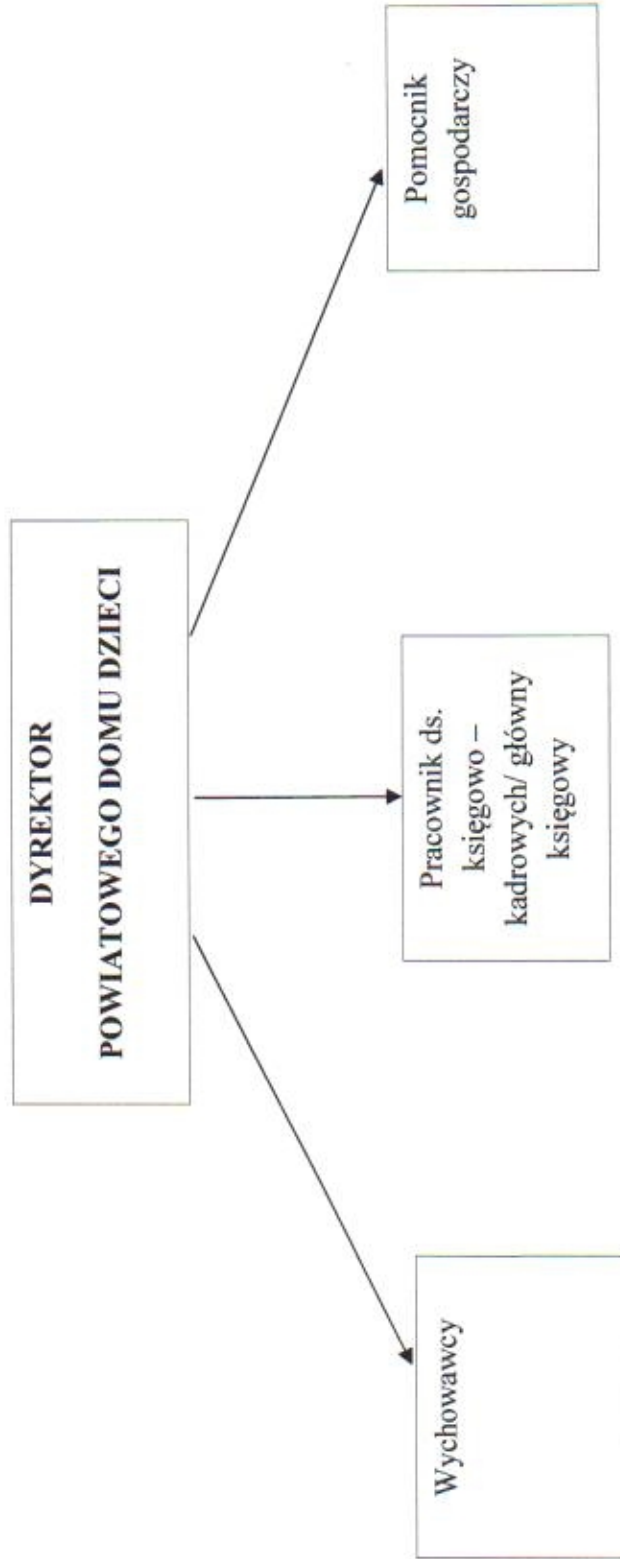 DYREKTOR
POWIATOWEGO DOMU DZIECI
Wychowawcy
Pracownik ds.
księgowo –
kadrowych/ główny
księgowy
Pomocnik
gospodarczy